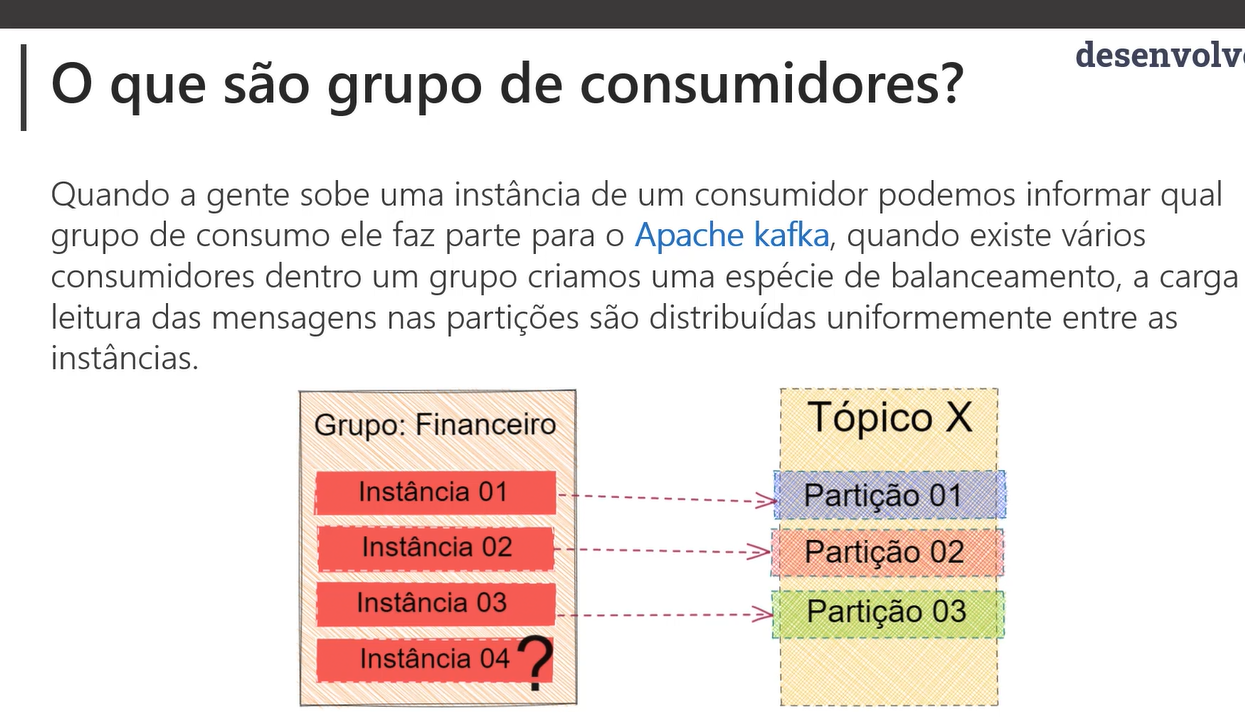 desenvolve
O que são grupo de consumidores?
Quando a gente sobe uma instância de um consumidor podemos informar qual
grupo de consumo ele faz parte para o Apache kafka, quando existe vários
consumidores dentro um grupo criamos uma espécie de balanceamento, a carga
leitura das mensagens nas partições são distribuídas uniformemente entre as
instâncias.
Grupo: Financeiro
Instância 01
Instância 02
Instância 03
Instância 04 ?
Tópico X
Partição 01
Partição 02
Partição 03